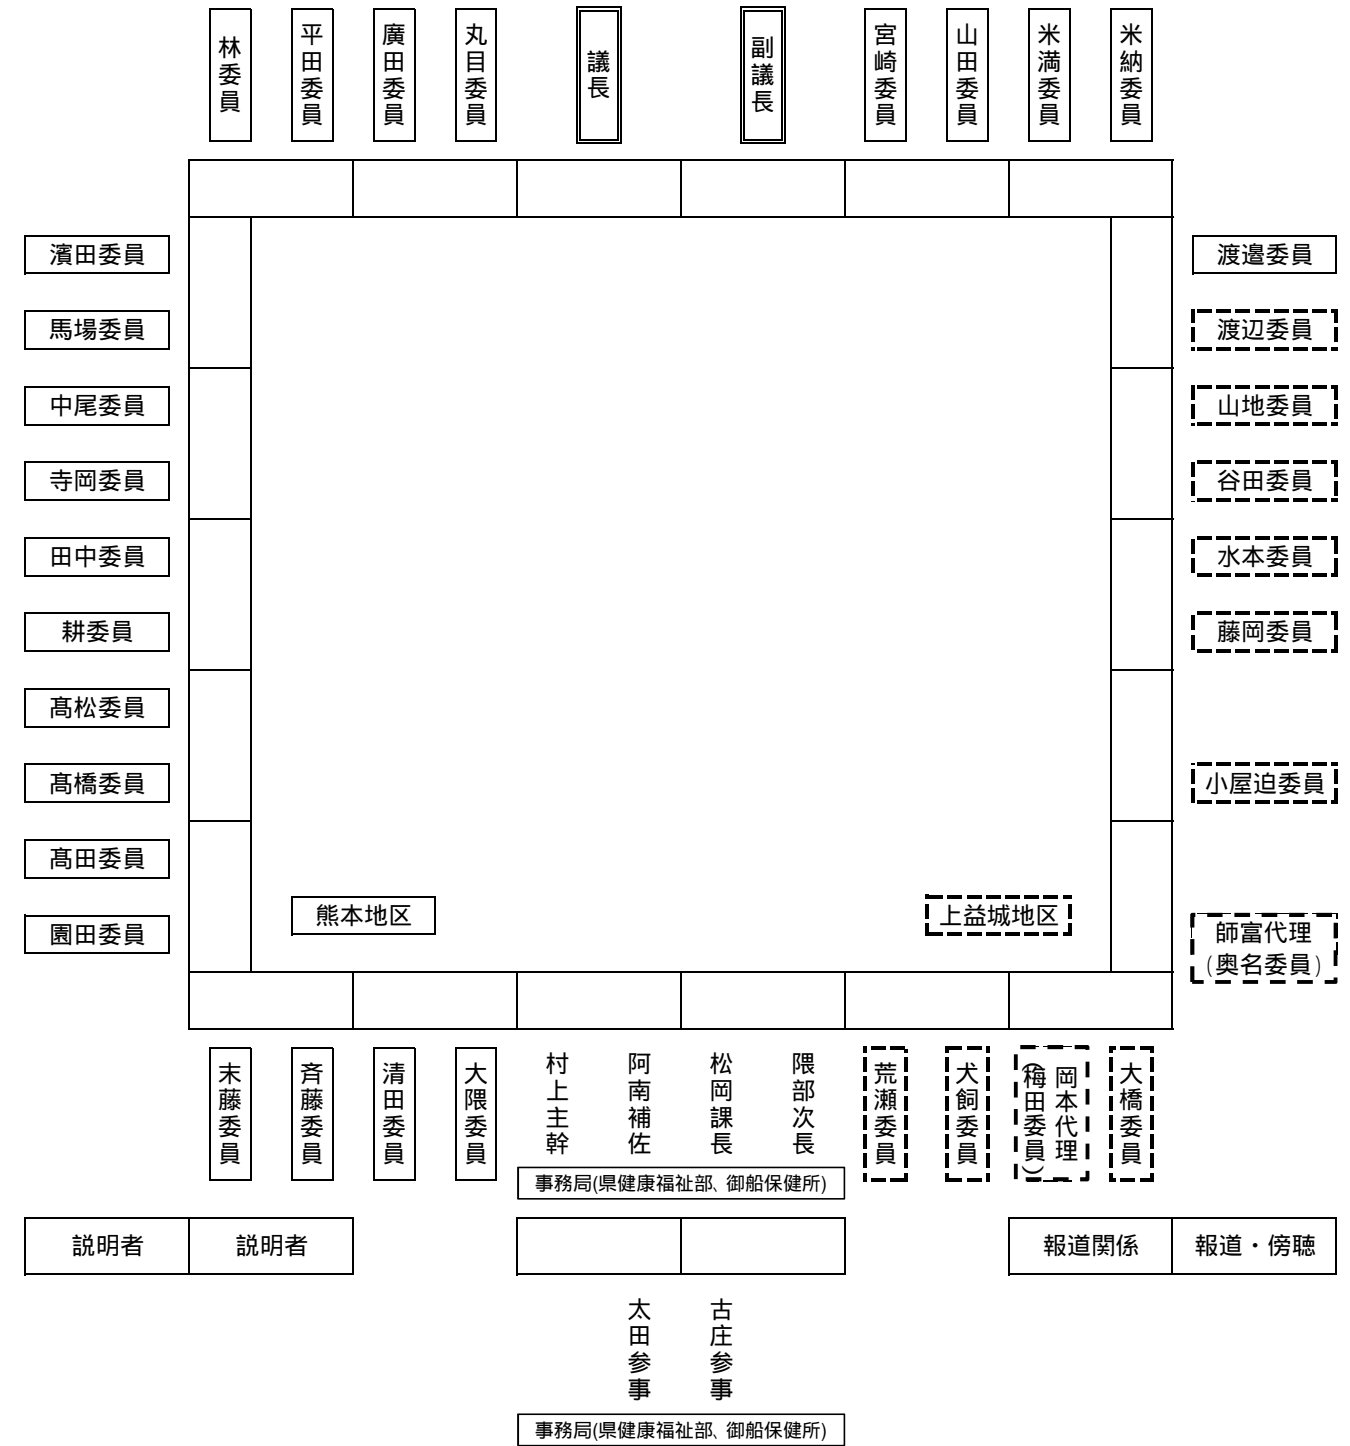 林委員
平田委員
廣田委員
丸目委員
議長
副議長
宮崎委員
山田委員
米満委員
米納委員
濱田委員
渡邉委員
馬場委員
渡辺委員
中尾委員
山地委員
寺岡委員
谷田委員
田中委員
水本委員
耕委員
藤岡委員
髙松委員
髙橋委員
小屋迫委員
髙田委員
熊本地区
上益城地区
園田委員
師富代理
(奥名委員)
末藤委員
斉藤委員
清田委員
大隈委員
村上主幹
阿南補佐
松岡課長
隈部次長
荒瀬委員
犬飼委員
岡本代理
(梅田委員)
大橋委員
事務局(県健康福祉部、御船保健所)
説明者
説明者
報道関係
報道・傍聴
太田参事
古庄参事
事務局(県健康福祉部、御船保健所)